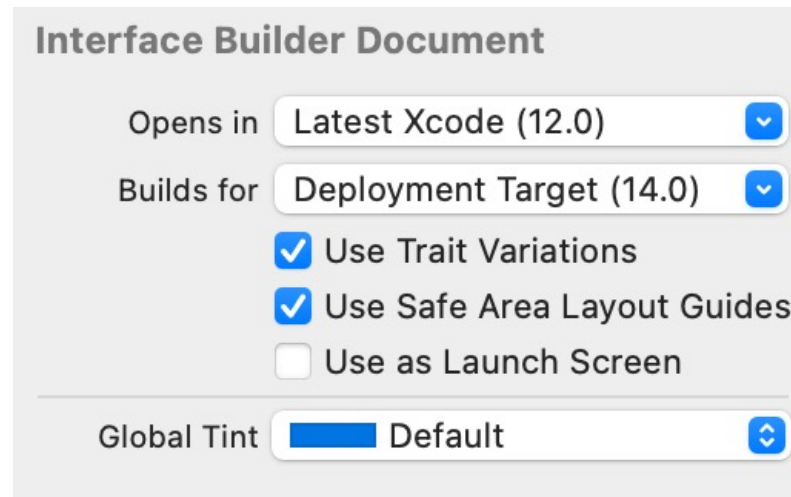 Interface Builder Document
Opens in Latest Xcode (12.0)
Builds for Deployment Target (14.0)
Use Trait Variations
Use Safe Area Layout Guides
Use as Launch Screen
Global Tint Default